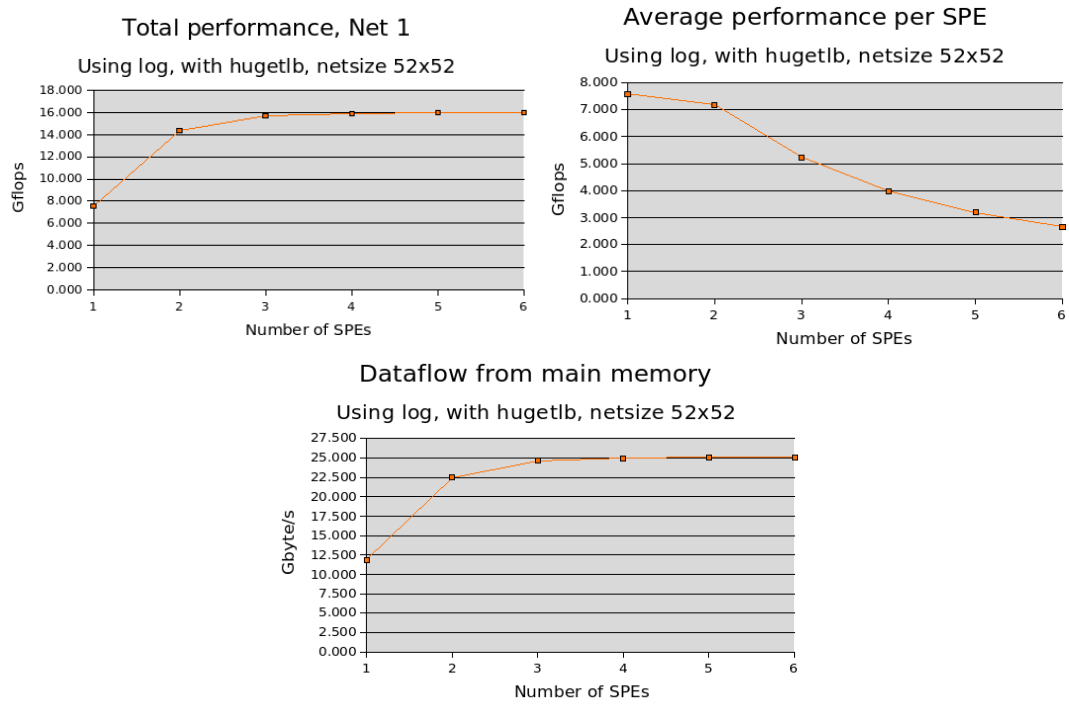 Total performance, Net 1
Using log, with hugetlb, netsize 52x52
18.000
16.000
14.000
12.000
10.000
8.000
6.000
4.000
2.000
0.000
Gflops
1 2 3 4 5 6
Number of SPEs
Average performance per SPE
Using log, with hugetlb, netsize 52x52
8.000
7.000
6.000
5.000
4.000
3.000
2.000
1.000
0.000
Gflops
1 2 3 4 5 6
Number of SPEs
Dataflow from main memory
Using log, with hugetlb, netsize 52x52
27.500
25.000
22.500
20.000
17.500
15.000
12.500
10.000
7.500
5.000
2.500
0.000
Gbyte/s
1 2 3 4 5 6
Number of SPEs